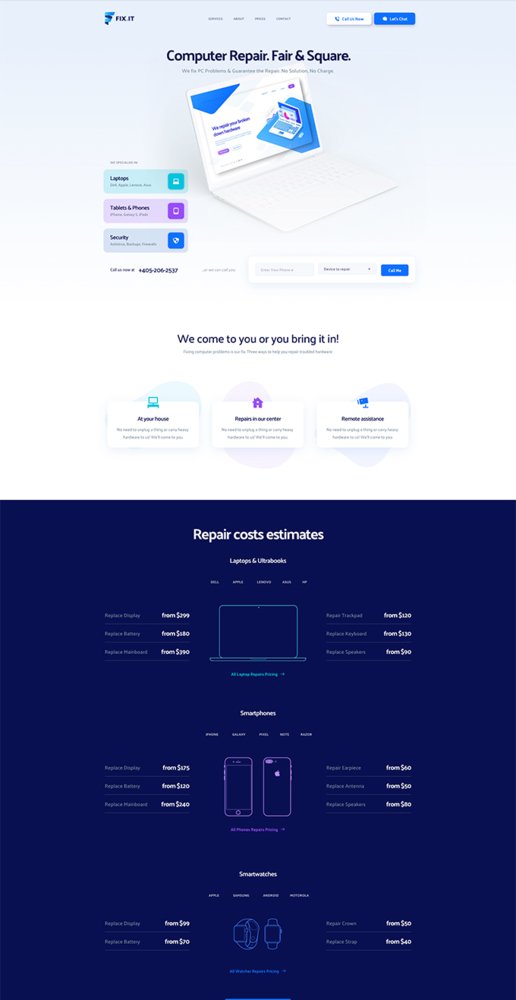 FIX.IT
SERVICES ABOUT PRICES CONTACT
Call Us Now
Let's Chat
Computer Repair. Fair & Square.
We fix PC Problems & Guarantee the Repair. No Solution, No Charge.
We repair your broken
down hardware
WE SPECIALIZE IN
Laptops
Dell, Apple, Lenovo, Asus
Tablets & Phones
iPhone, Galaxy S, iPads
Security
Antivirus, Backups, Firewalls
Call us now at +405-206-2537
...or we can call you
Enter Your Phone #
Device to repair
Call Me
We come to you or you bring it in!
Fixing computer problems is our fix. Three ways to help you repair troubled hardware
At your house
No need to unplug a thing or carry heavy
hardware to us! We'll come to you.
Repairs in our center
No need to unplug a thing or carry heavy
hardware to us! We'll come to you.
Remote assistance
No need to unplug a thing or carry heavy
hardware to us! We'll come to you.
Repair costs estimates
Laptops & Ultrabooks
DELL APPLE LENOVO ASUS HP
Replace Display from $299
Replace Battery from $180
Replace Mainboard from $390
Repair Trackpad from $120
Replace Keyboard from $130
Replace Speakers from $90
All Laptop Repairs Pricing →
Smartphones
IPHONE GALAXY PIXEL NOTE RAZOR
Replace Display from $175
Replace Battery from $120
Replace Mainboard from $240
Repair Earpiece from $60
Replace Antenna from $50
Replace Speakers from $80
All Phones Repairs Pricing →
Smartwatches
APPLE SAMSUNG ANDROID MOTOROLA
Replace Display from $99
Replace Battery from $70
Repair Crown from $50
Replace Strap from $40
All Watcher Repairs Pricing →